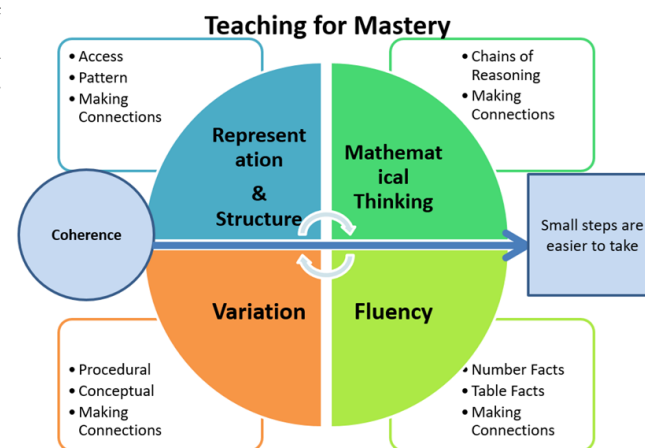 Teaching for Mastery
• Access
• Pattern
• Making
Connections
• Chains of
Reasoning
• Making
Connections
Represent
ation
&
Structure
Mathemat
ical
Thinking
Coherence
Small steps are
easier to take
Variation
Fluency
• Procedural
• Conceptual
• Making
Connections
• Number Facts
• Table Facts
• Making
Connections